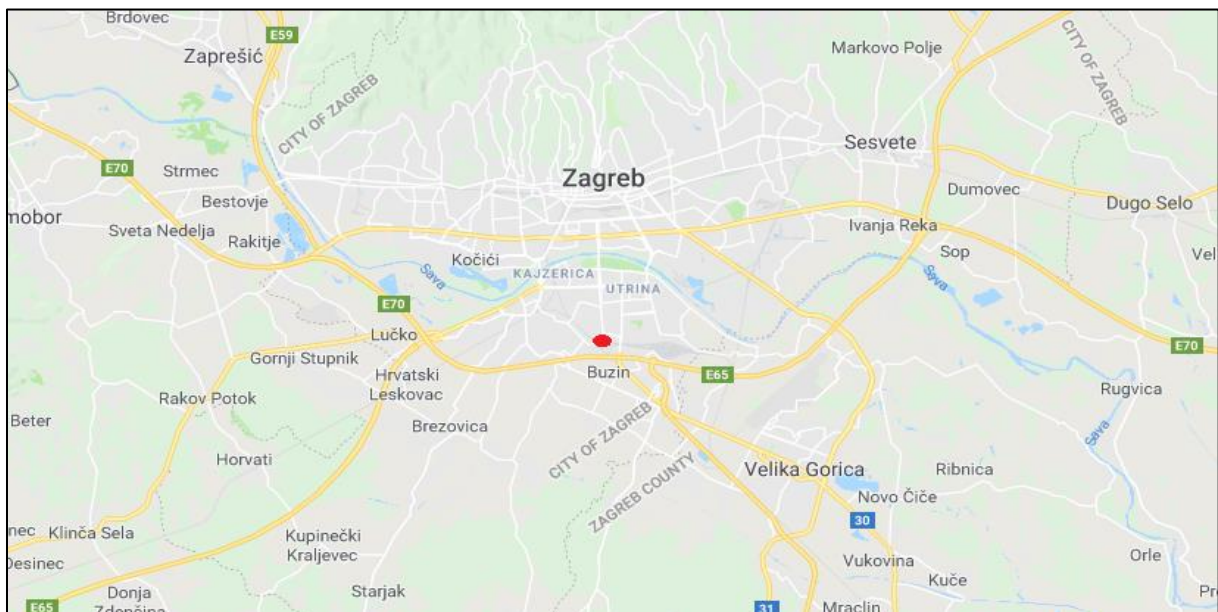 Brdovec
E59
Zaprešić
Markovo Polje
CITY OF ZAGREB
CITY OF ZAGREB
Sesvete
E70
Strmec
Zagreb
Dumovec
Bestovje
Dugo Selo
mobor
Sveta Nedelja
Rakitje
Ivanja Reka
Kočići
Sop
Vel
KAJZERICA
Sava
Sava
UTRINA
E70
Lučko
E70
Gornji Stupnik
Buzin
E65
Hrvatski
Leskovac
Rugvica
Rakov Potok
Beter
Brezovica
CITY OF ZAGREB
Sava
Horvati
ZAGREB COUNTY
Velika Gorica
Ribnica
Novo Čiče
30
nec
Klinča Sela
Kupinečki
Kraljevec
Desinec
Vukovina
Orle
Kuče
Donja
Zdenčina
Starjak
Pr
E65
31
Mraclin